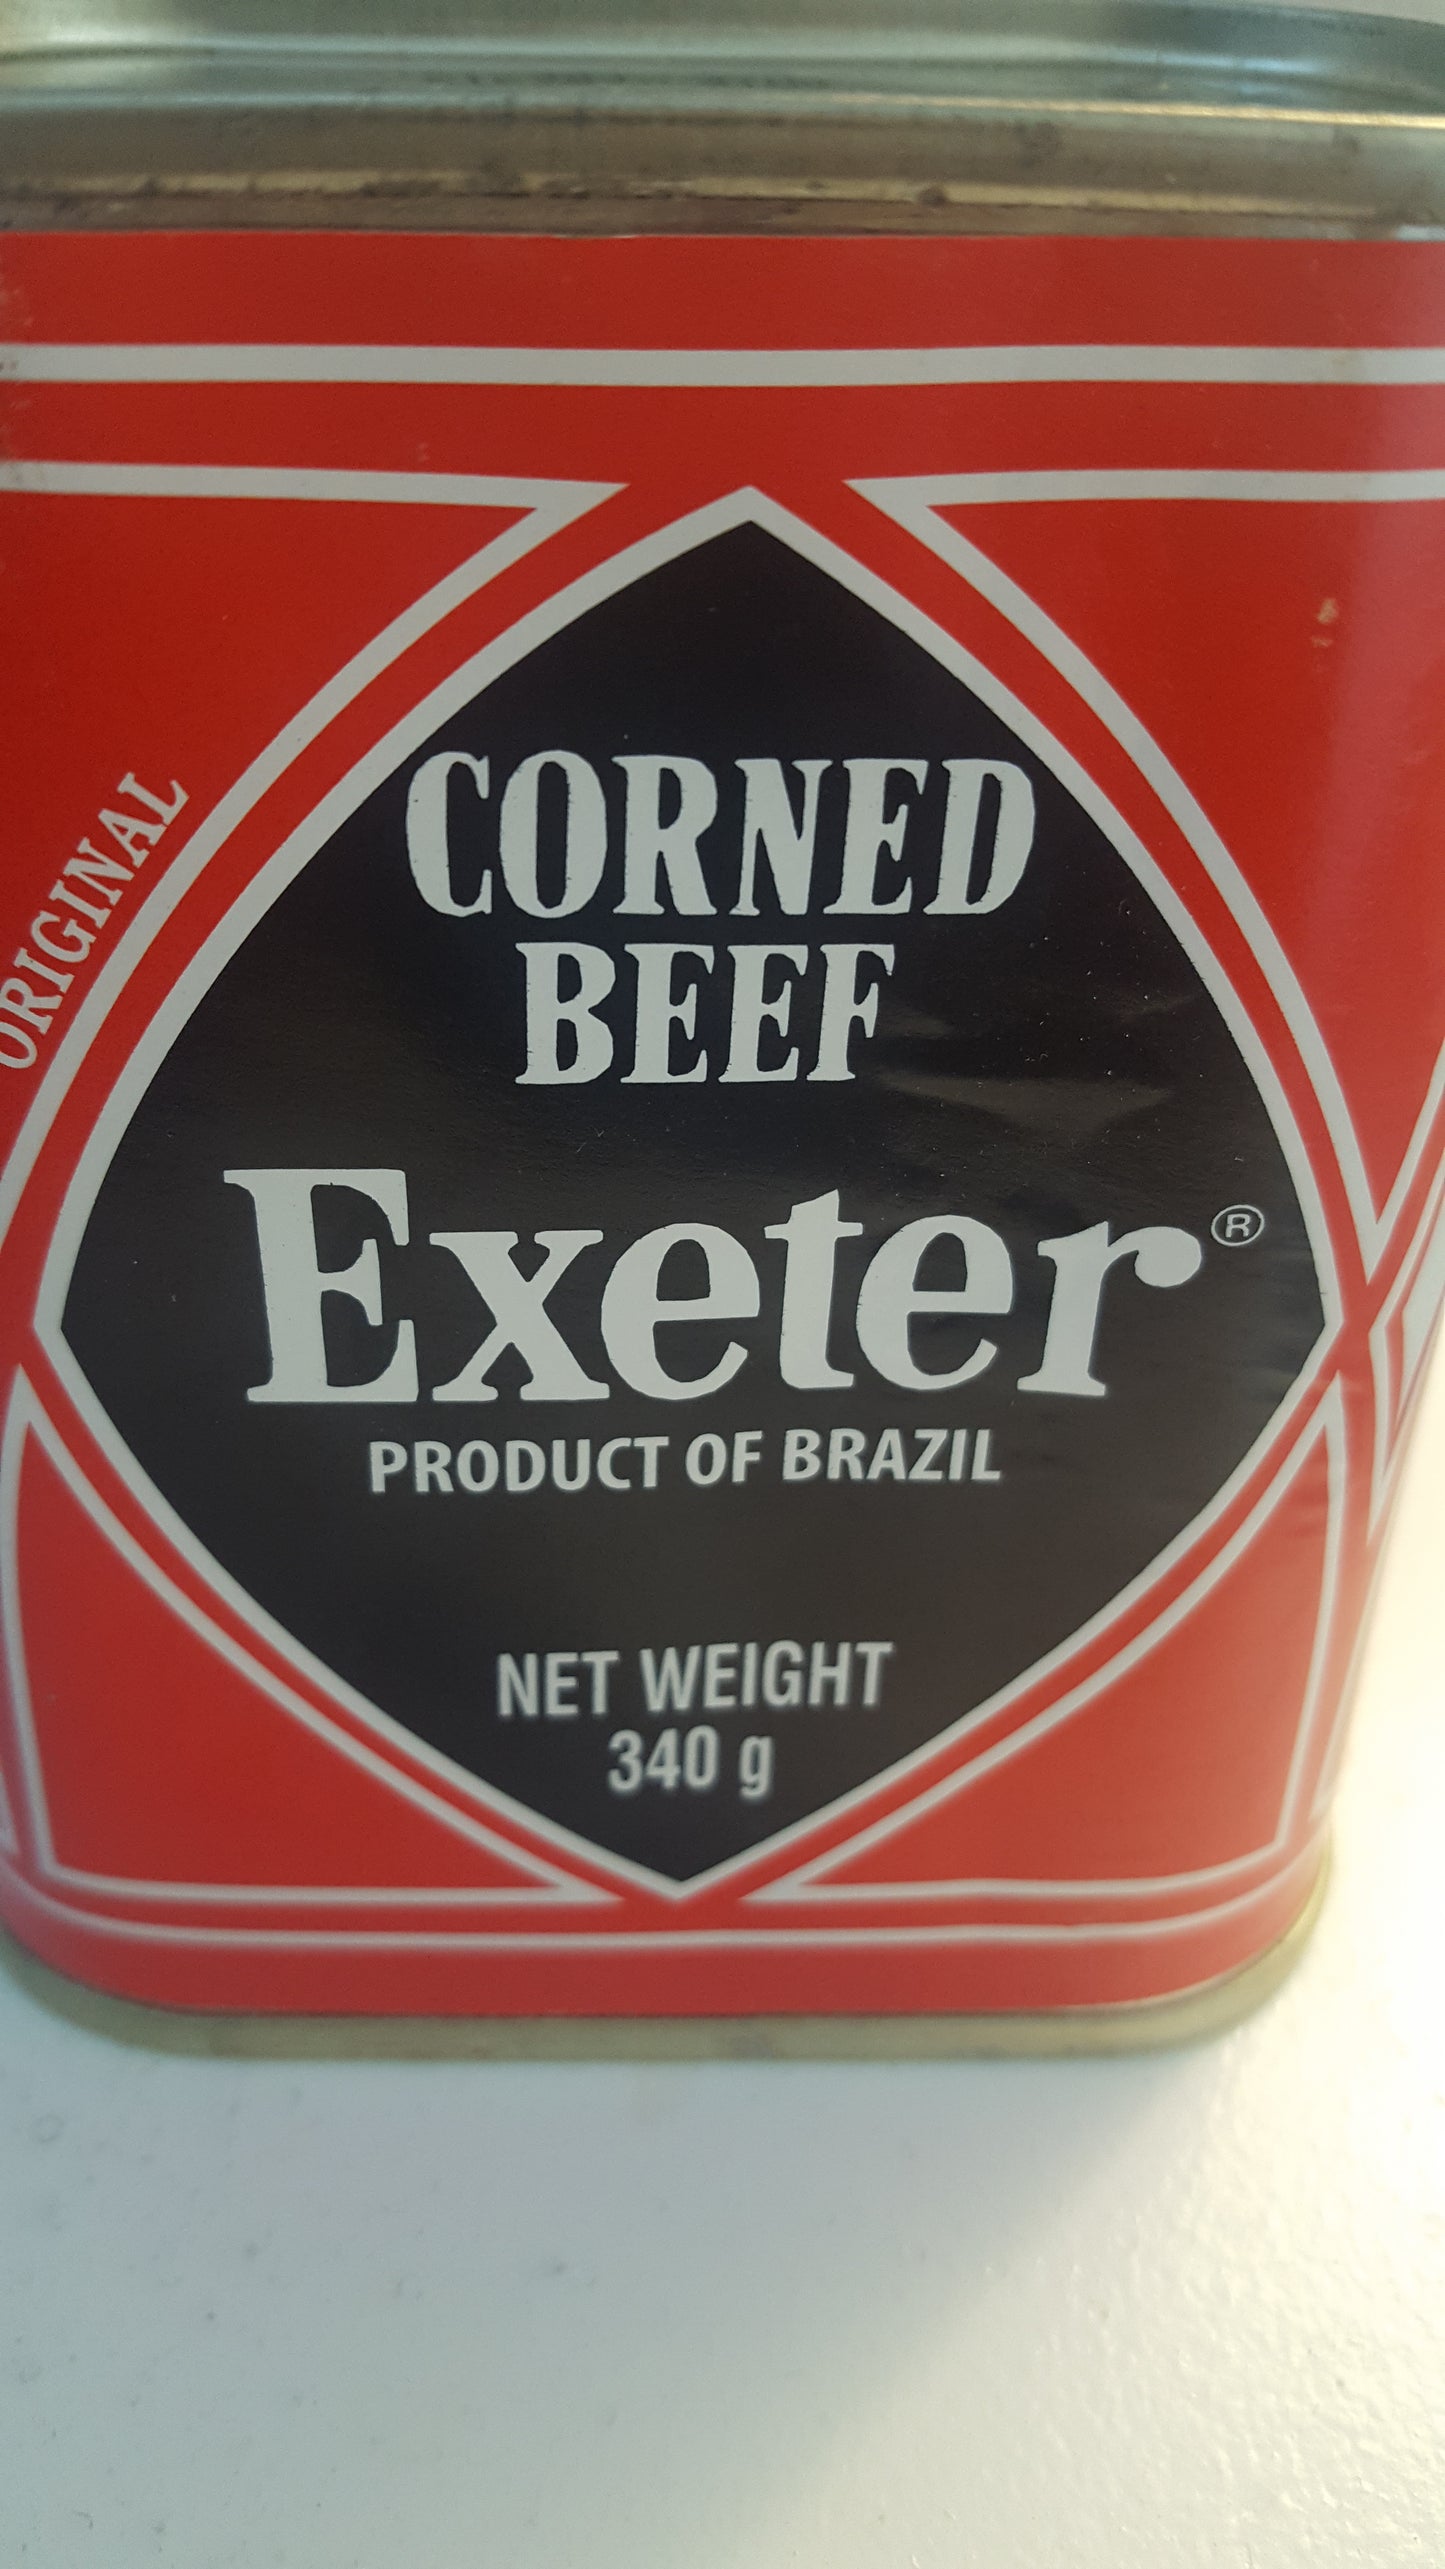 ORIGINAL
CORNED
BEEF
Exeter®
PRODUCT OF BRAZIL
NET WEIGHT
340 g